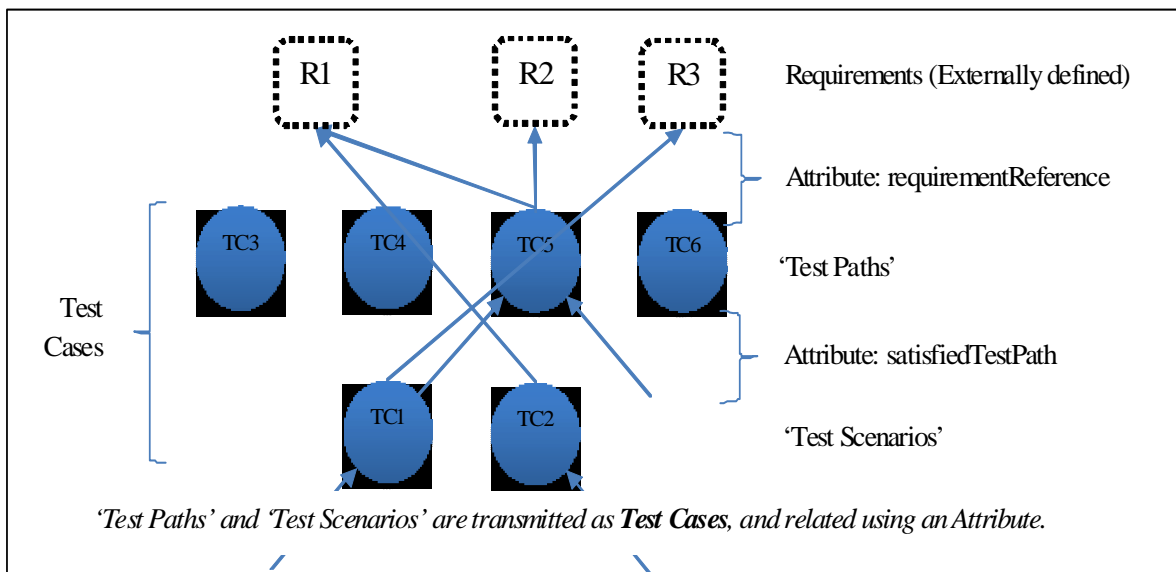 R1
R2
R3
Requirements (Externally defined)
Attribute: requirementReference
TC3
TC4
TC5
TC6
‘Test Paths’
Test
Cases
Attribute: satisfiedTestPath
TC1
TC2
‘Test Scenarios’
‘Test Paths’ and ‘Test Scenarios’ are transmitted as Test Cases, and related using an Attribute.